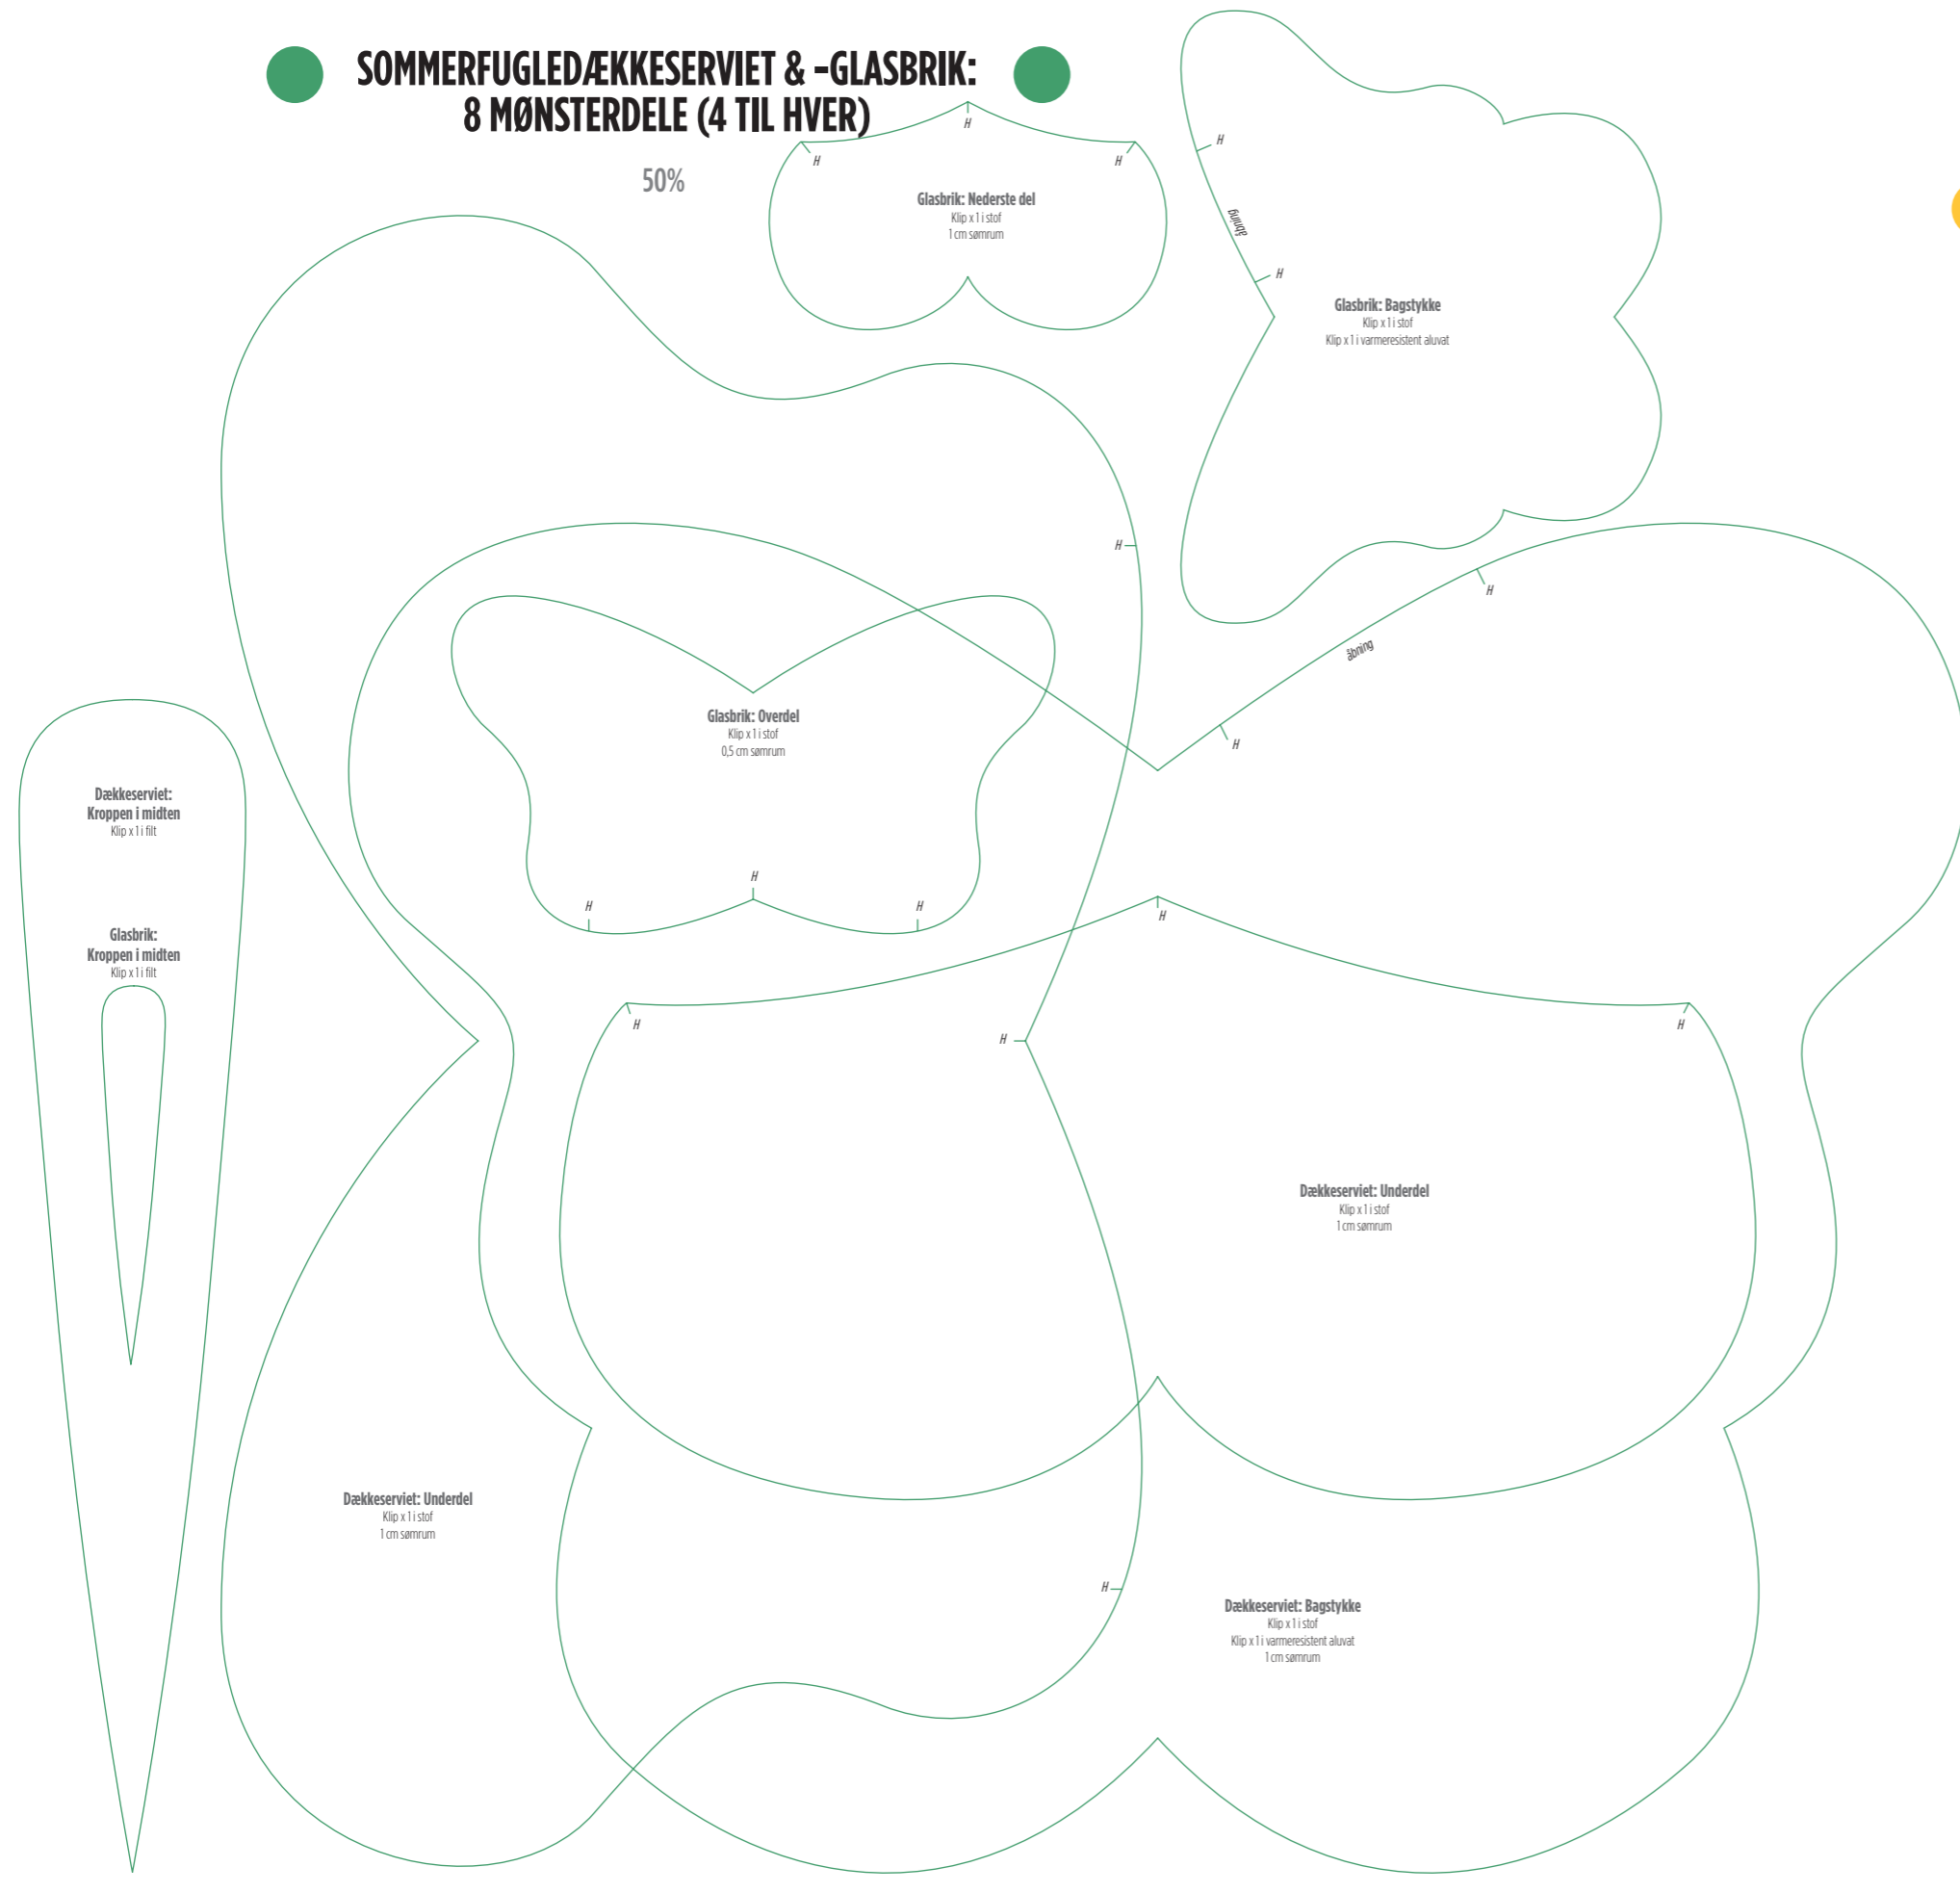 SOMMERFUGLEDÆKKESERVIET & -GLASBRIK:
8 MØNSTERDELE (4 TIL HVER)
50%
H
H
H
Glasbrik: Nederste del
Klip x 1 i stof
1 cm sømrum
H
åbning
H
Glasbrik: Bagstykke
Klip x 1 i stof
Klip x 1 i varmeresistent aluvat
H
H
åbning
H
Glasbrik: Overdel
Klip x 1 i stof
0,5 cm sømrum
H
H
H
Dækkeserviet:
Kroppen i midten
Klip x 1 i filt
Glasbrik:
Kroppen i midten
Klip x 1 i filt
H
H
H
H
Dækkeserviet: Underdel
Klip x 1 i stof
1 cm sømrum
Dækkeserviet: Underdel
Klip x 1 i stof
1 cm sømrum
H
Dækkeserviet: Bagstykke
Klip x 1 i stof
Klip x 1 i varmeresistent aluvat
1 cm sømrum